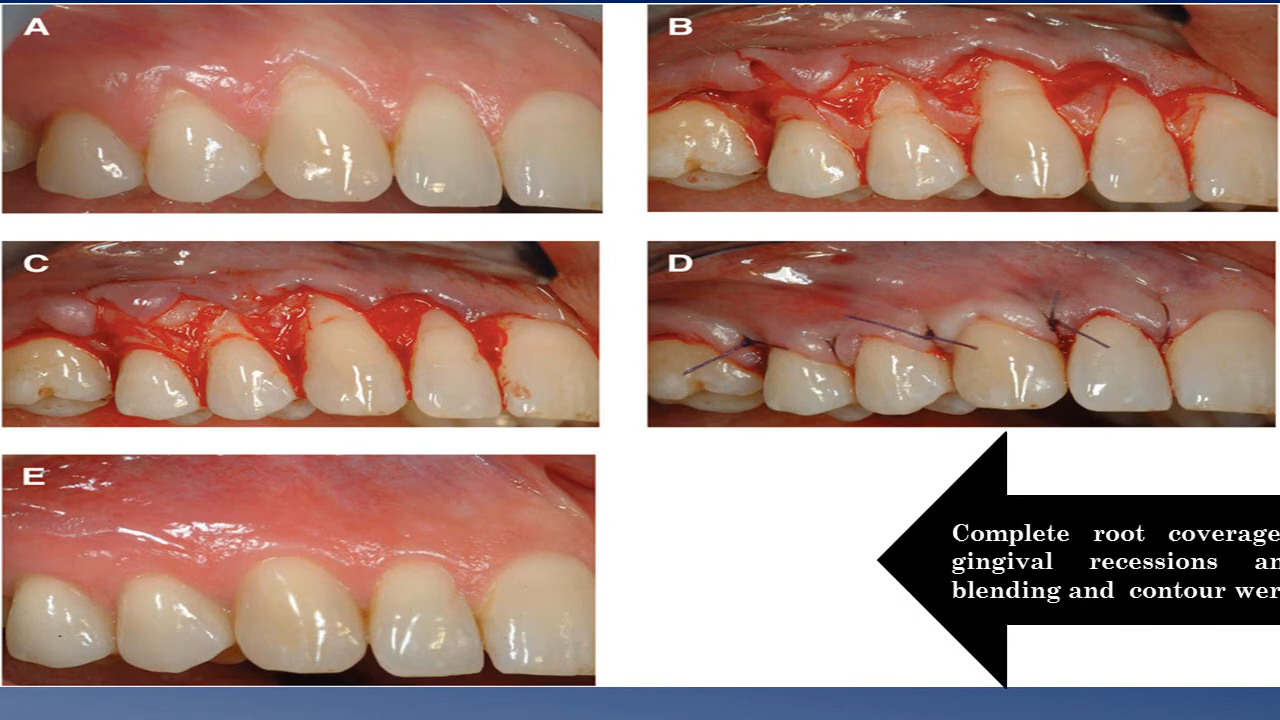 A
B
C
D
E
Complete root coverage
gingival recessions
blending and contour